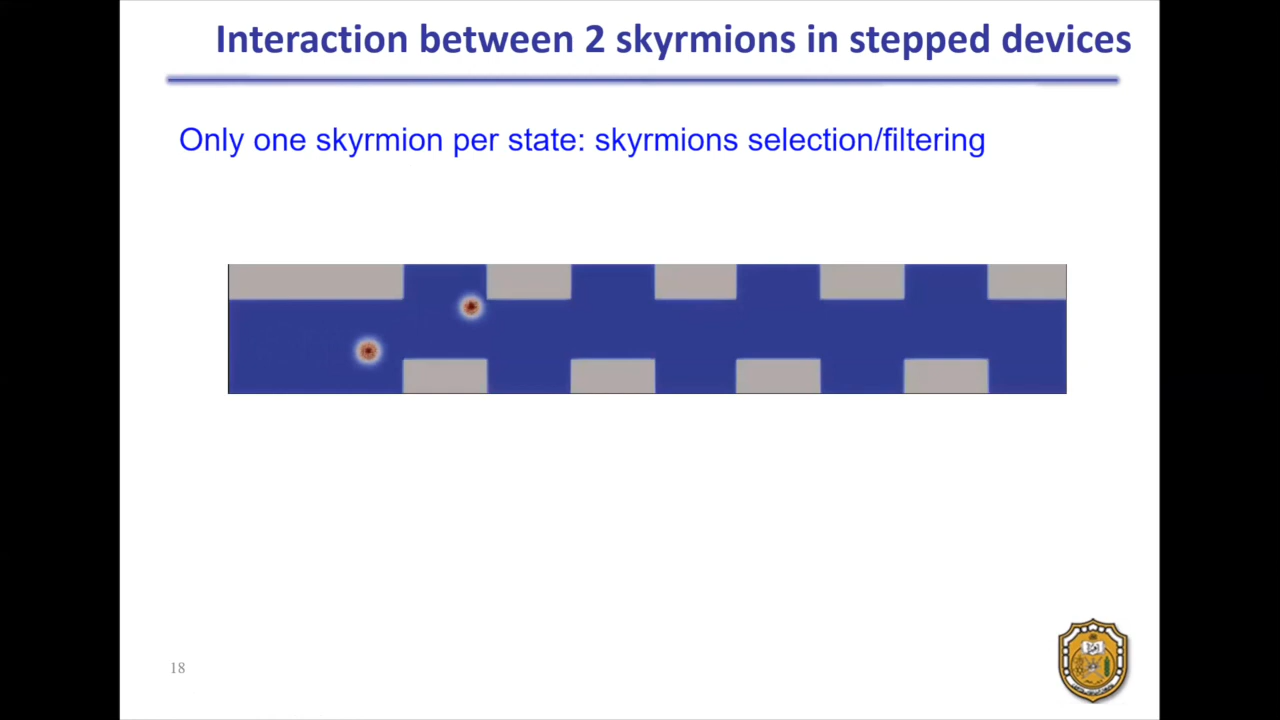 Interaction between 2 skyrmions in stepped devices
Only one skyrmion per state: skyrmions selection/filtering
18